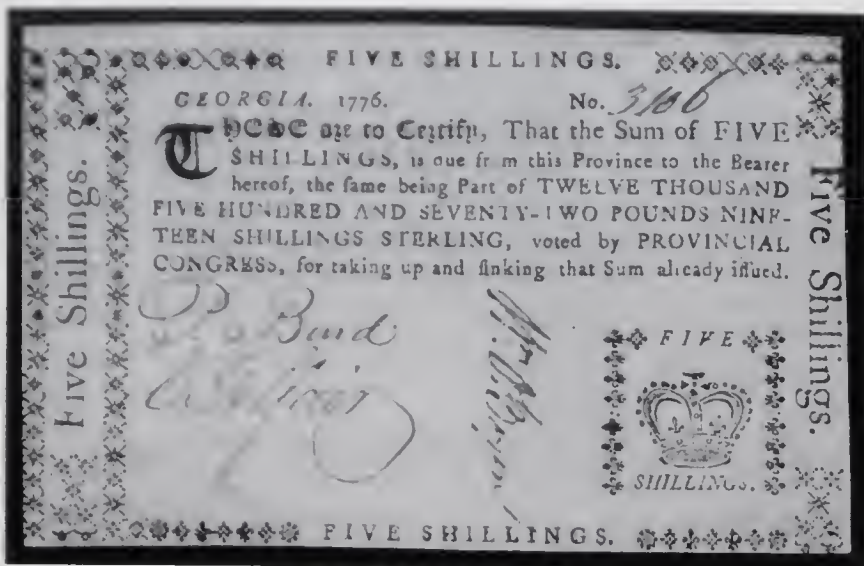 FIVE SHILLINGS.
GEORGIA. 1776. No. 3106
THESE are to Certify, That the Sum of FIVE
SHILLINGS, is due fr m this Province to the Bearer
hereof, the ſame being Part of TWELVE THOUSAND
FIVE HUNDRED AND SEVENTY-TWO POUNDS NINE-
TEEN SHILLINGS STERLING, voted by PROVINCIAL
CONGRESS, for taking up and ſinking that Sum already iſſued.
Five Shillings.
Five Shillings.
FIVE
SHILLINGS.
FIVE SHILLINGS.